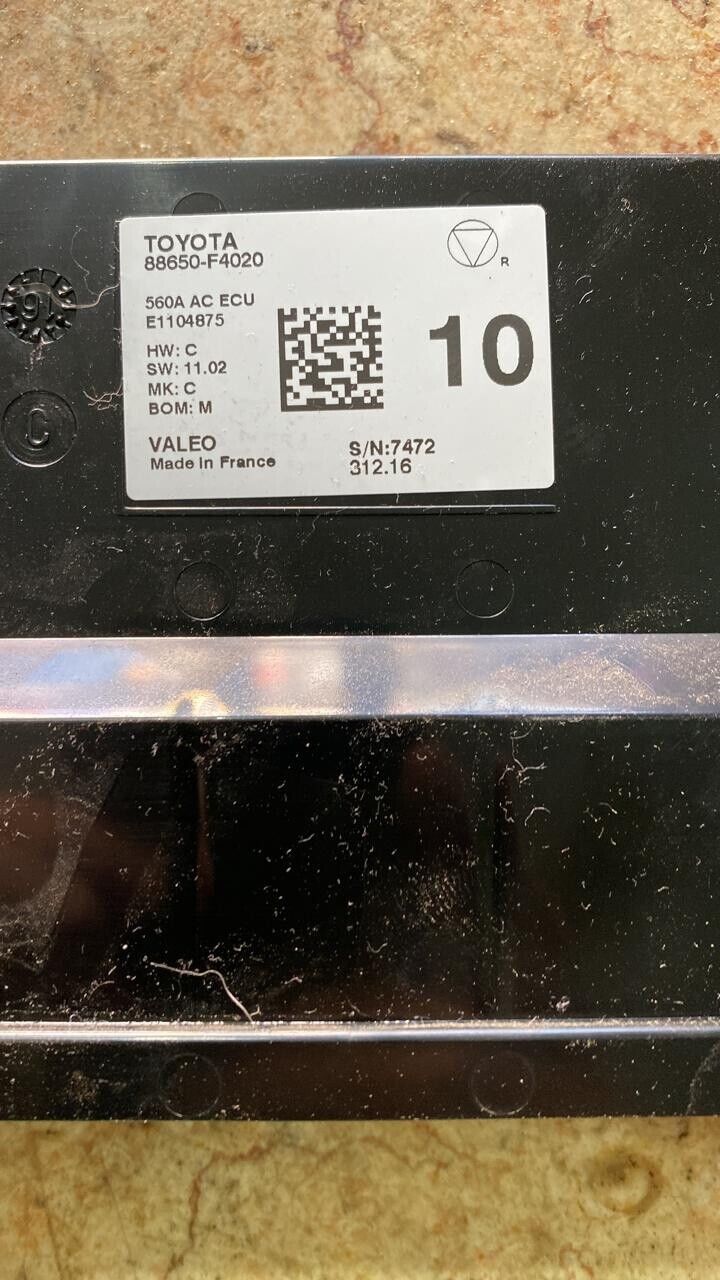 TOYOTA
88650-F4020
R
560A AC ECU
E1104875
10
HW: C
SW: 11.02
MK: C
BOM: M
VALEO
Made in France
S/N:7472
312.16
16
C